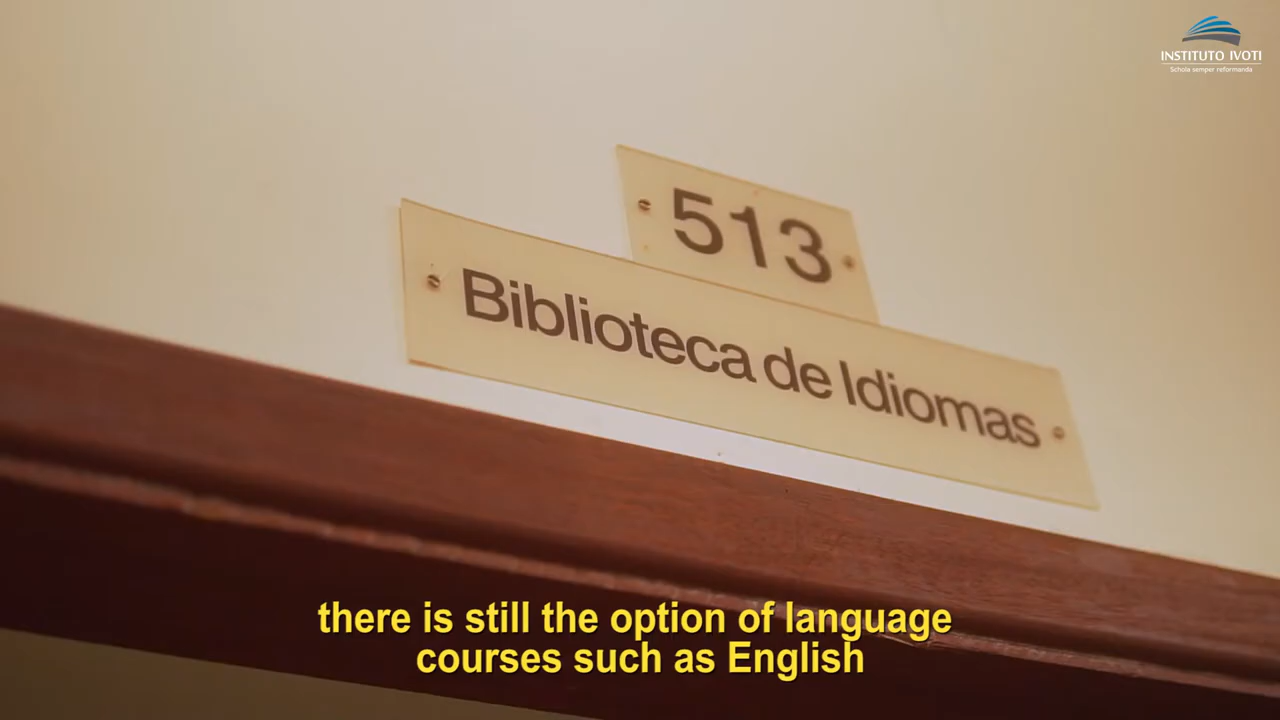 INSTITUTO IVOTI
Schola semper reformanda
513
Biblioteca de Idiomas
there is still the option of language
courses such as English